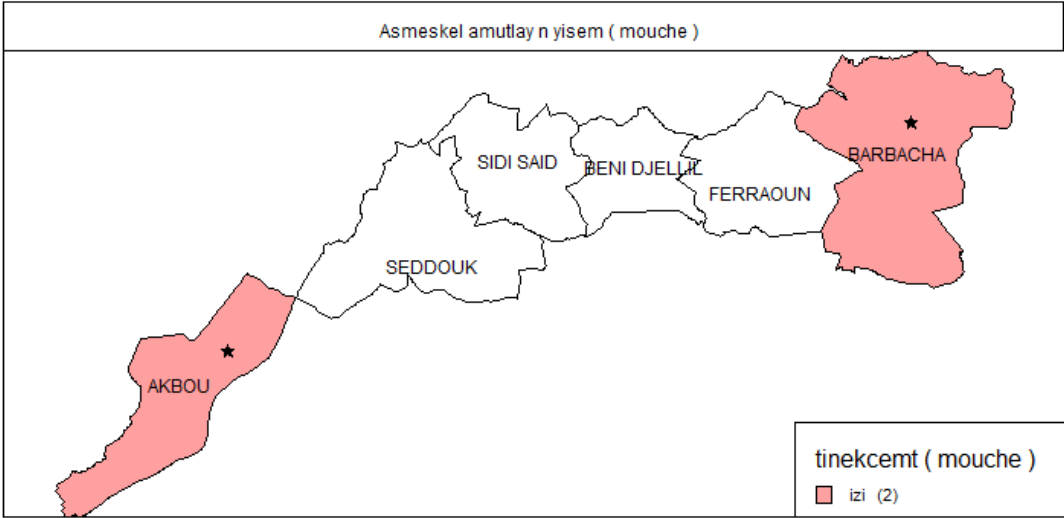 Asmeskel amutlay n yisem ( mouche )
BARBACHA
SIDI SAID
BENI DJELLIL
FERRAOUN
SEDDOUK
AKBOU
tinekcemt ( mouche )
izi (2)